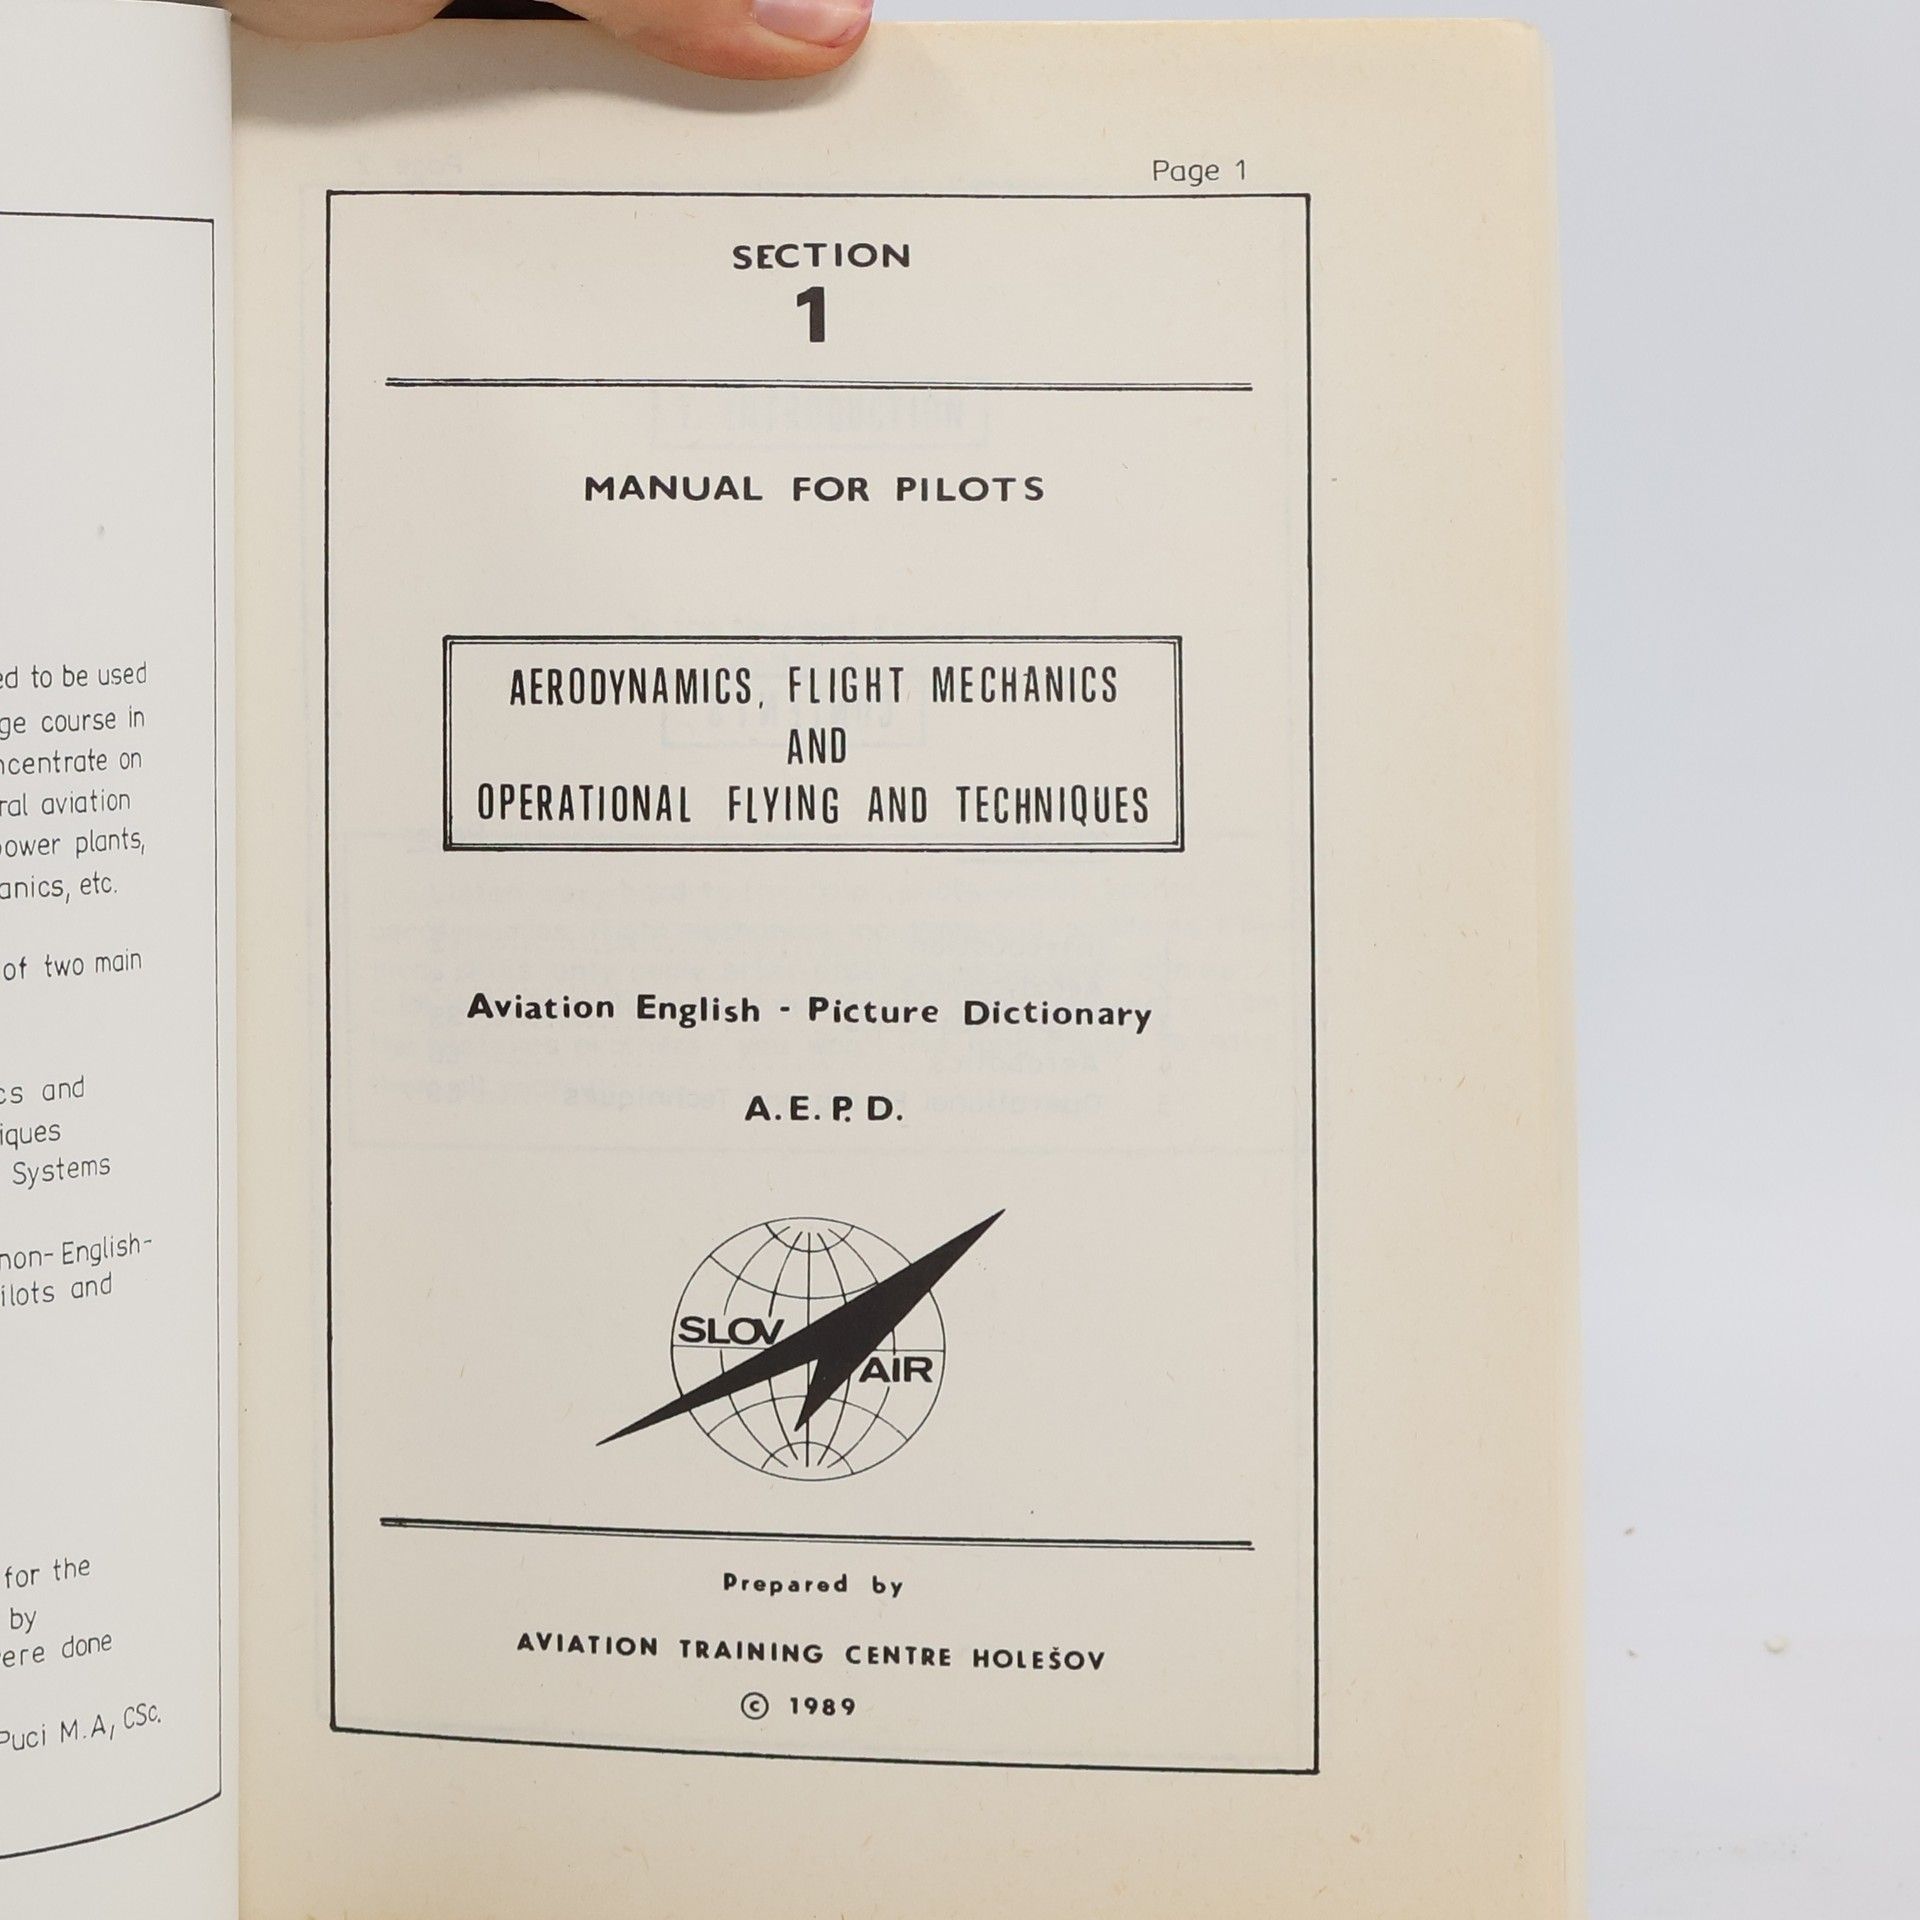 ed to be used
ge course in
ncentrate on
ral aviation
power plants,
anics, etc.
of two main
cs and
iques
Systems
non-English-
ilots and
for the
by
ere done
Puci M.A, CSc.
Page 1
SECTION
1
MANUAL FOR PILOTS
AERODYNAMICS, FLIGHT MECHANICS
AND
OPERATIONAL FLYING AND TECHNIQUES
Aviation English - Picture Dictionary
A.E.P.D.
SLOV
AIR
Prepared by
AVIATION TRAINING CENTRE HOLEŠOV
© 1989